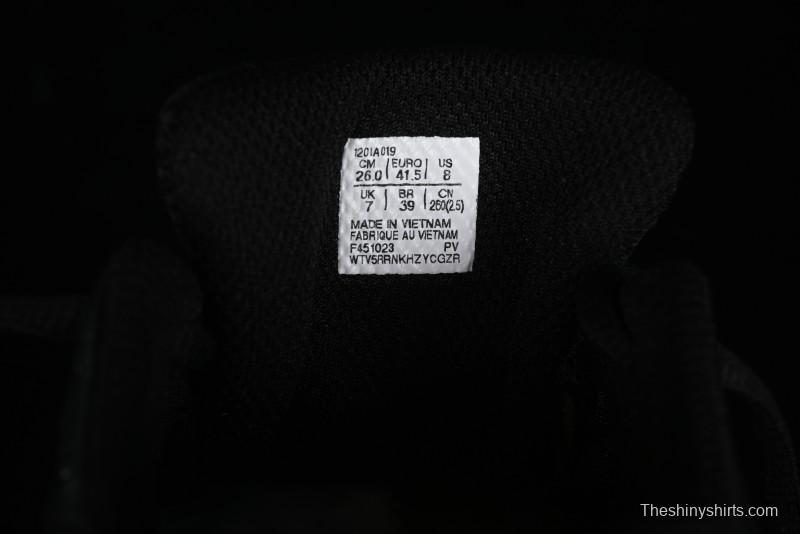 1201A019
CM | EURO | US
26.0 | 41.5 | 8
UK | BR | CN
7 | 39 | 260(2.5)
MADE IN VIETNAM
FABRIQUE AU VIETNAM
F451023 PV
WTV5RRNKHZYCGZR
Theshinyshirts.com